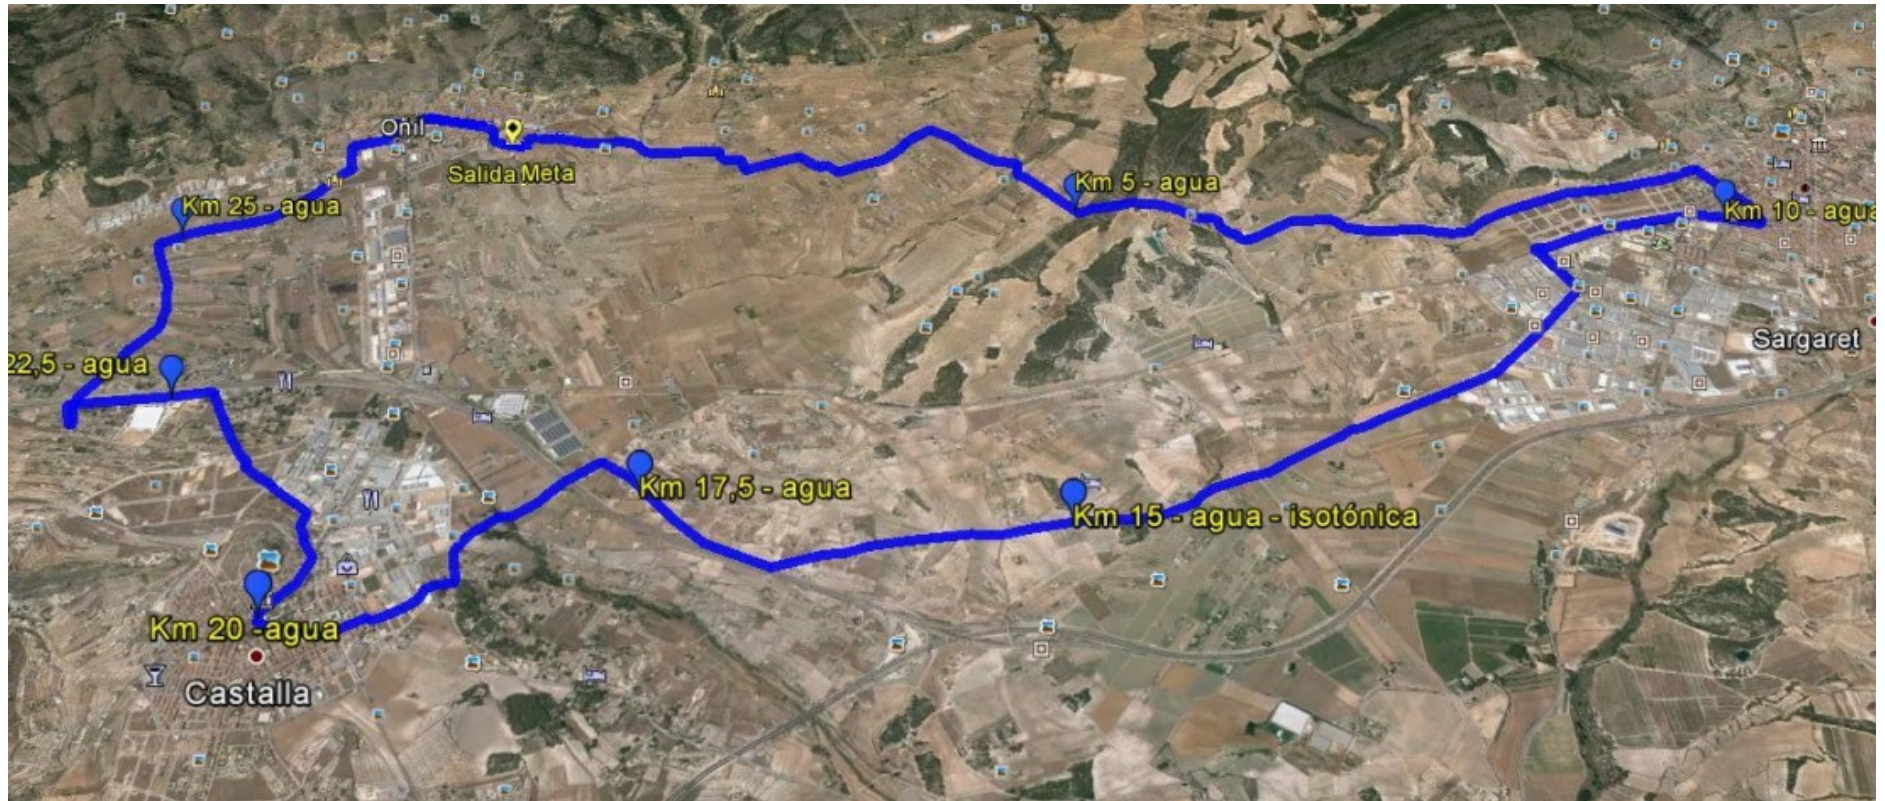 Oñil
Salida Meta
Km 5 - agua
Km 25 - agua
Km 10 - agua
Sargaret
22,5 - agua
Km 17,5 - agua
Km 15 - agua - isotónica
Km 20 -agua
Castalla